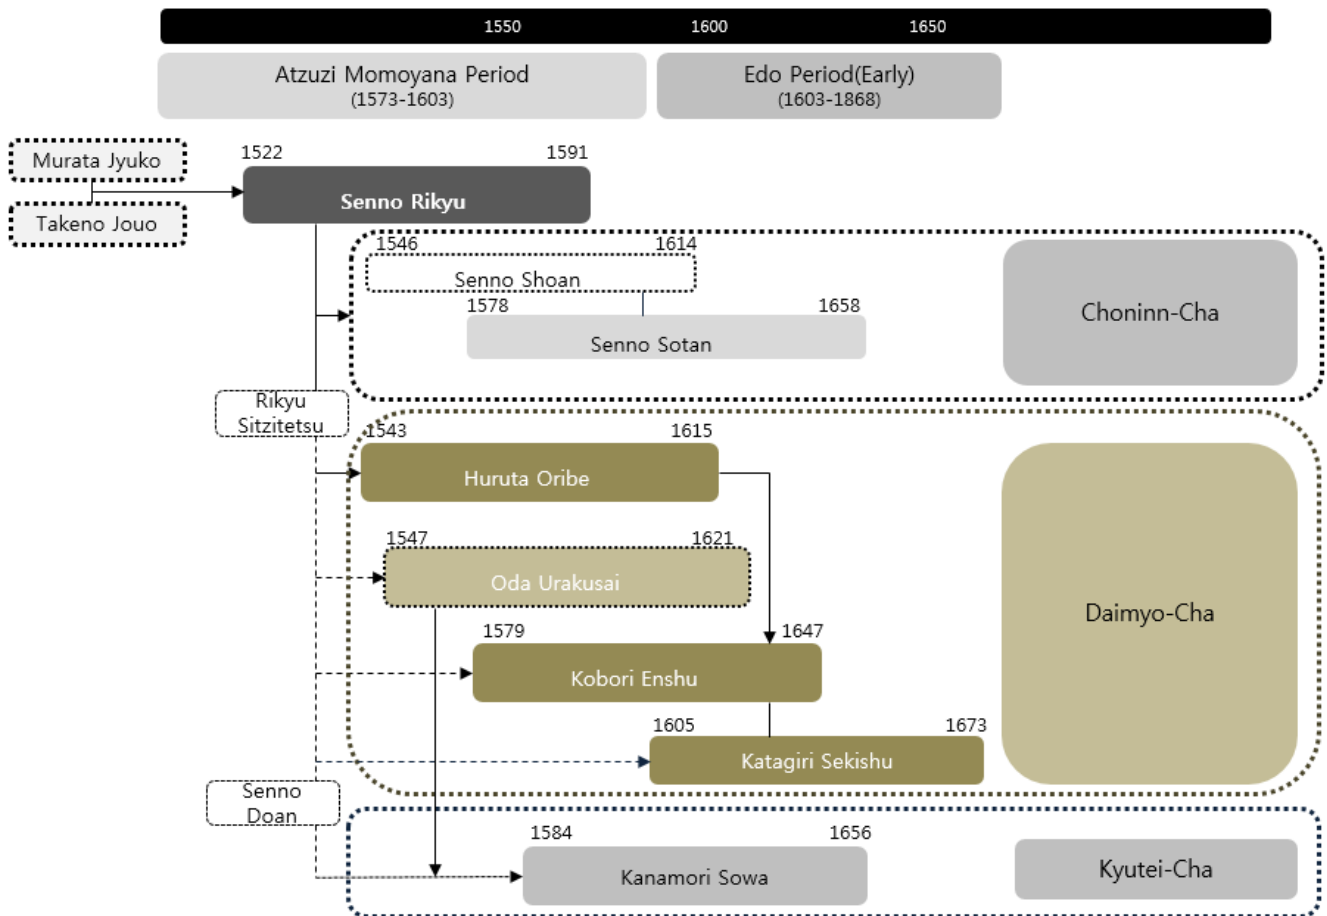 1550 1600 1650
Atzuzi Momoyana Period
(1573-1603)
Edo Period(Early)
(1603-1868)
Murata Jyuko
Takeno Jouo
1522 1591
Senno Rikyu
1546 1614
Senno Shoan
1578 1658
Senno Sotan
Choninn-Cha
Rikyu
Sitzitetsu
1543 1615
Huruta Oribe
1547 1621
Oda Urakusai
1579 1647
Kobori Enshu
1605 1673
Katagiri Sekishu
Daimyo-Cha
Senno
Doan
1584 1656
Kanamori Sowa
Kyutei-Cha